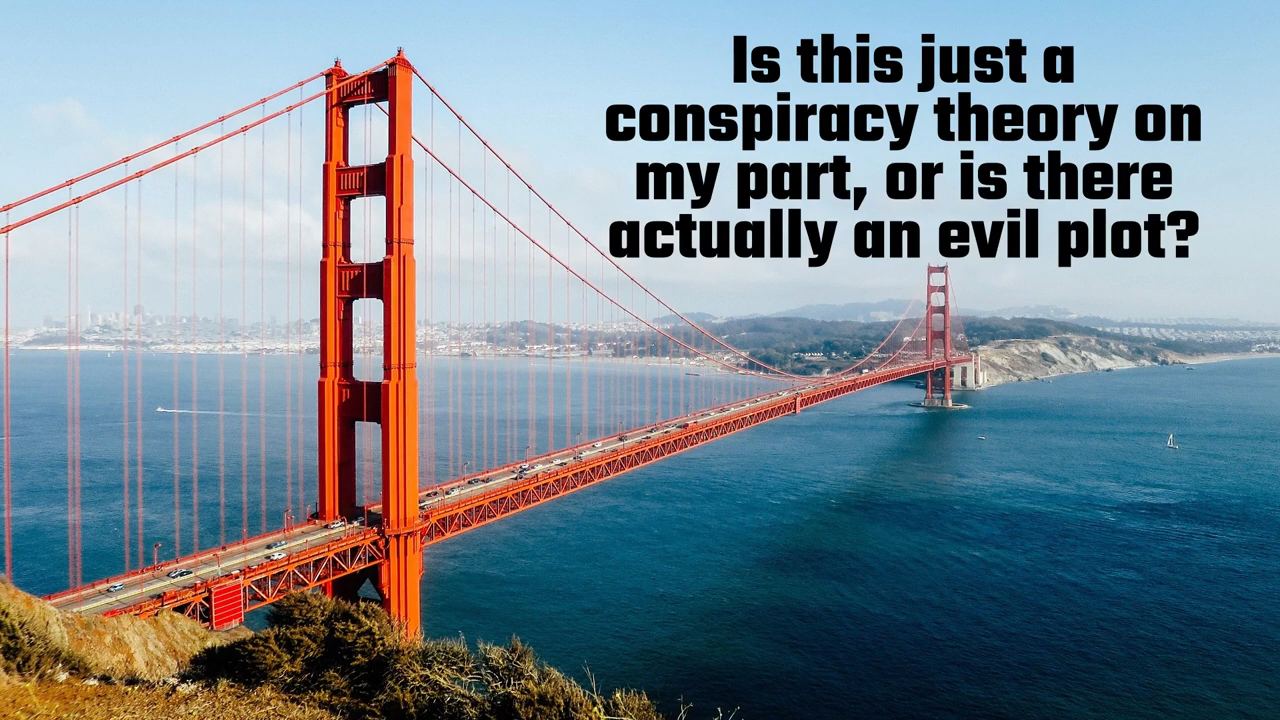 Is this just a
conspiracy theory on
my part, or is there
actually an evil plot?